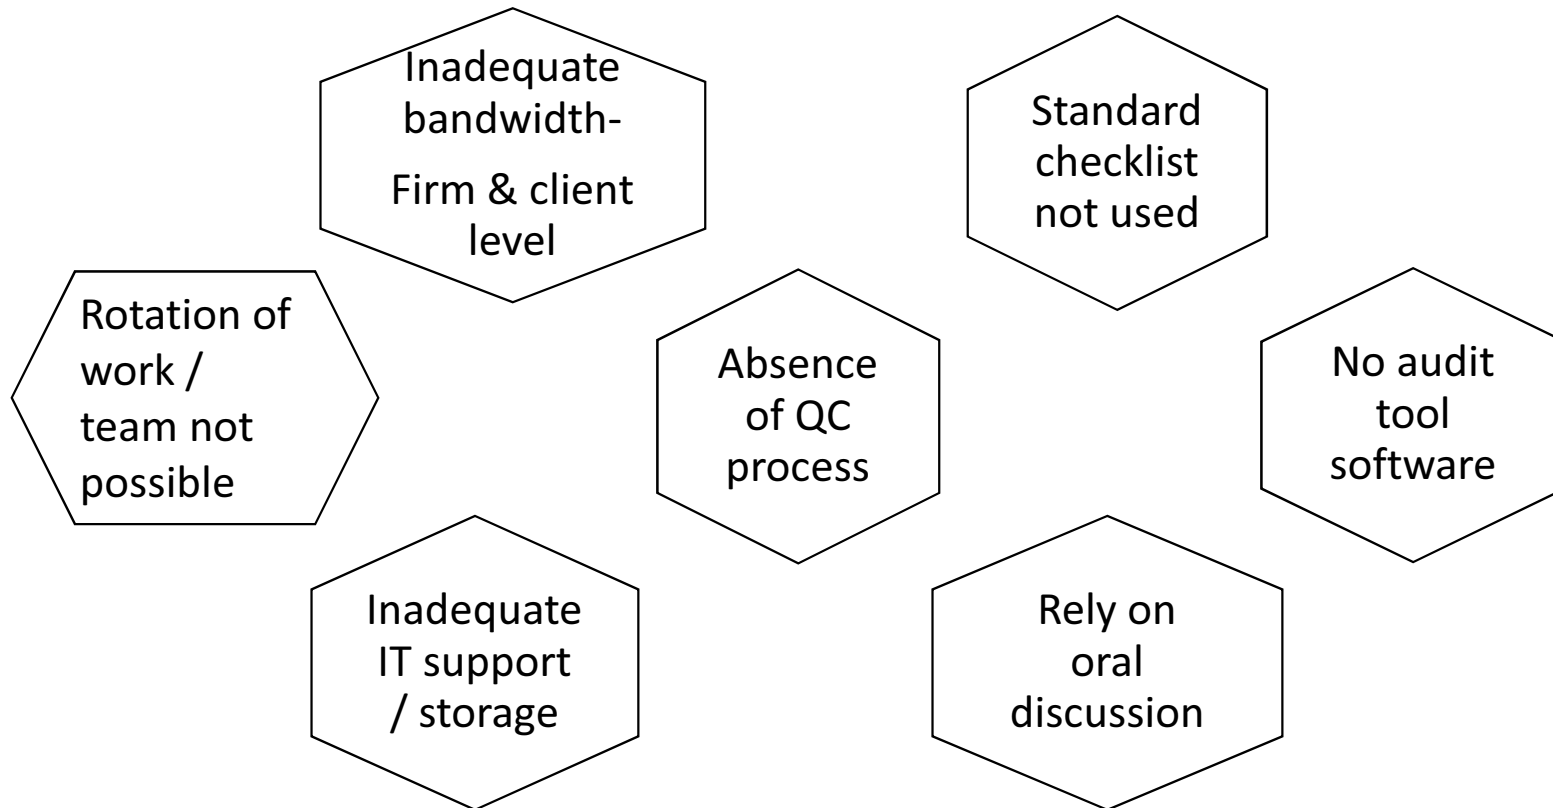 Inadequate
bandwidth-
Firm & client
level
Standard
checklist
not used
Rotation of
work /
team not
possible
Absence
of QC
process
No audit
tool
software
Inadequate
IT support
/ storage
Rely on
oral
discussion